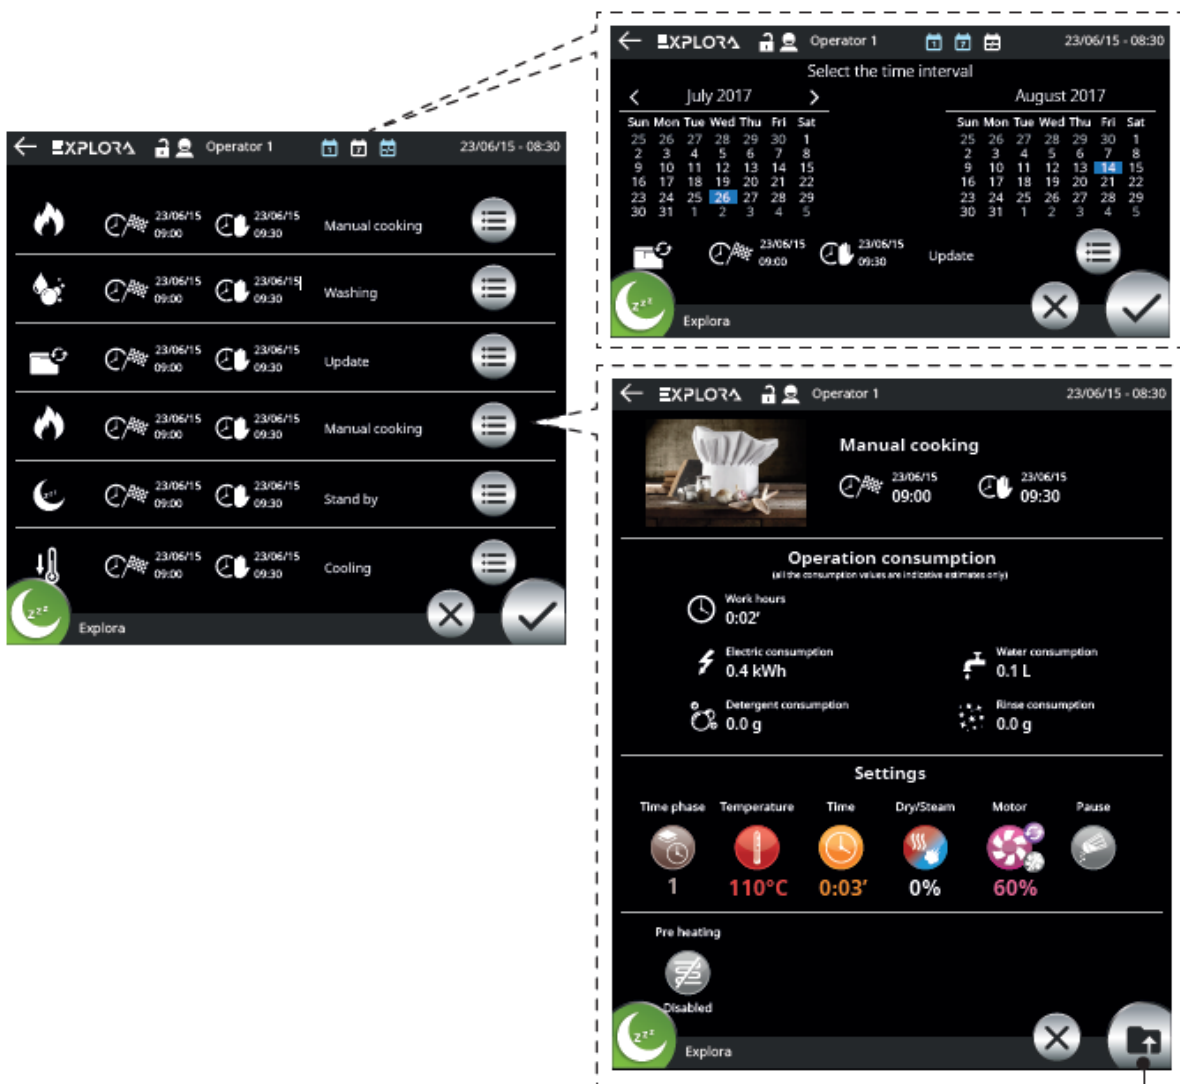 EXPLORA Operator 1 1 7 23/06/15 - 08:30
23/06/15 23/06/15
09:00 09:30 Manual cooking
23/06/15 23/06/15
09:00 09:30 Washing
23/06/15 23/06/15
09:00 09:30 Update
23/06/15 23/06/15
09:00 09:30 Manual cooking
23/06/15 23/06/15
09:00 09:30 Stand by
23/06/15 23/06/15
09:00 09:30 Cooling
zzz
Explora
EXPLORA Operator 1 1 7 23/06/15 - 08:30
Select the time interval
July 2017
Sun Mon Tue Wed Thu Fri Sat
25 26 27 28 29 30 1
2 3 4 5 6 7 8
9 10 11 12 13 14 15
16 17 18 19 20 21 22
23 24 25 26 27 28 29
30 31 1 2 3 4 5
August 2017
Sun Mon Tue Wed Thu Fri Sat
25 26 27 28 29 30 1
2 3 4 5 6 7 8
9 10 11 12 13 14 15
16 17 18 19 20 21 22
23 24 25 26 27 28 29
30 31 1 2 3 4 5
23/06/15 23/06/15
09:00 09:30 Update
zzz
Explora
EXPLORA Operator 1 23/06/15 - 08:30
Manual cooking
23/06/15 23/06/15
09:00 09:30
Operation consumption
(all the consumption values are indicative estimates only)
Work hours
0:02'
Electric consumption Water consumption
0.4 kWh 0.1 L
Detergent consumption Rinse consumption
0.0 g 0.0 g
Settings
Time phase Temperature Time Dry/Steam Motor Pause
1 110°C 0:03' 0% 60%
Pre heating
Disabled
zzz
Explora